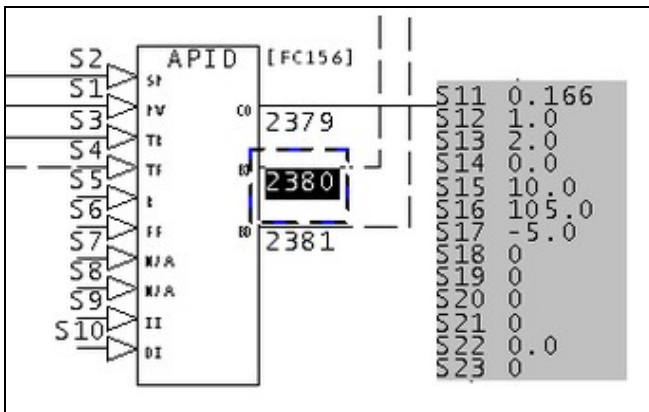 APID [FC156]
S2
SP
S1
PV
S3
TR
S4
TF
S5
S6
FF
S7
N/A
S8
N/A
S9
II
S10
DI
CO
2379
2380
BO
2381
S11 0.166
S12 1.0
S13 2.0
S14 0.0
S15 10.0
S16 105.0
S17 -5.0
S18 0
S19 0
S20 0
S21 0
S22 0.0
S23 0